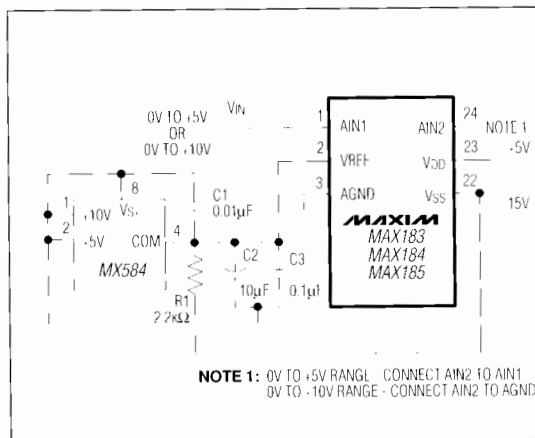 0V TO +5V
OR
0V TO +10V
VIN
1
AIN1
AIN2
24
NOTE 1
2
VREF
VDD
23
-5V
3
AGND
VSS
22
15V
MAXIM
MAX183
MAX184
MAX185
8
VS+
1
+10V
2
-5V
COM
4
MX584
C1
0.01µF
C2
10µF
C3
0.1µF
R1
2.2kΩ
NOTE 1: 0V TO +5V RANGE - CONNECT AIN2 TO AIN1
0V TO -10V RANGE - CONNECT AIN2 TO AGND